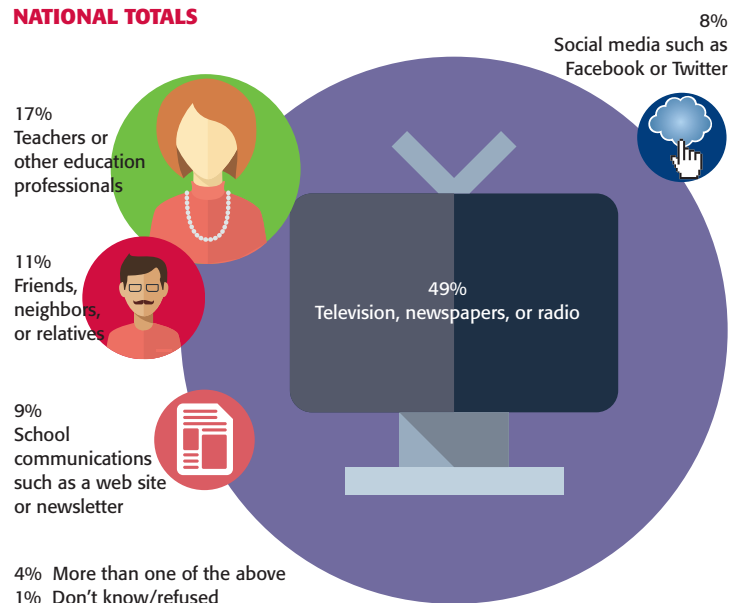 NATIONAL TOTALS
8%
Social media such as
Facebook or Twitter
17%
Teachers or
other education
professionals
11%
Friends,
neighbors,
or relatives
49%
Television, newspapers, or radio
9%
School
communications
such as a web site
or newsletter
4% More than one of the above
1% Don't know/refused